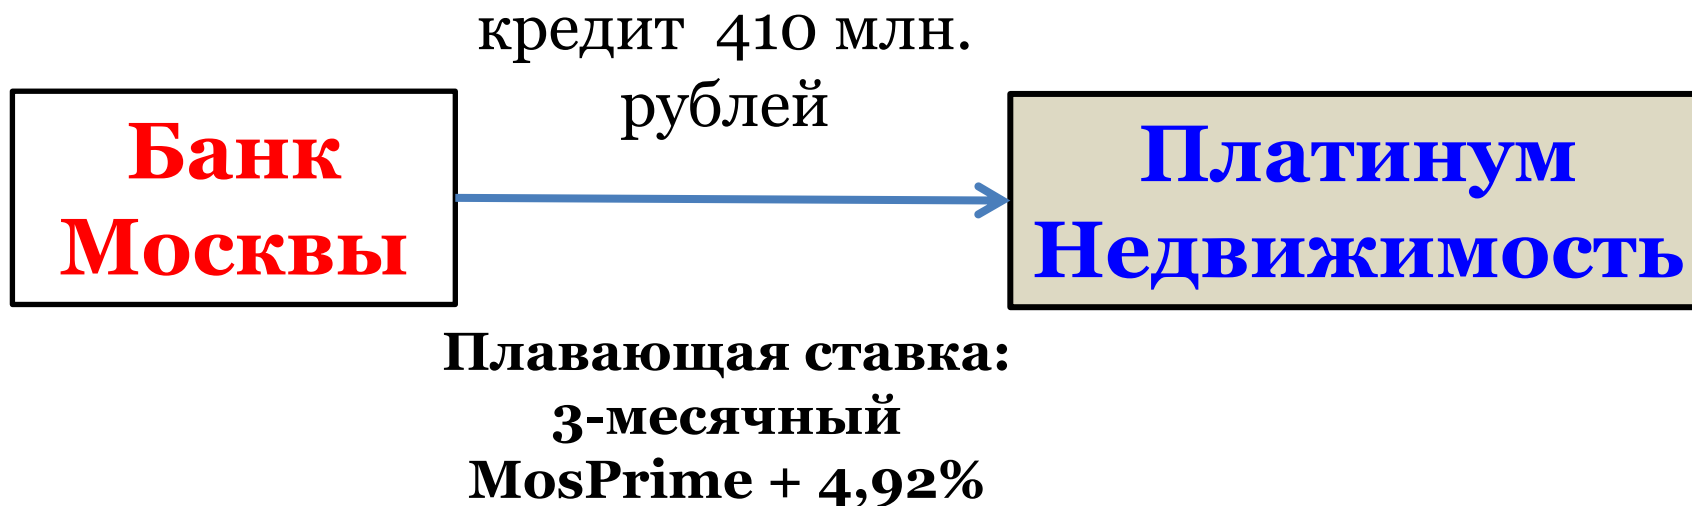 кредит 410 млн.
рублей
Банк
Москвы
Платинум
Недвижимость
Плавающая ставка:
3-месячный
MosPrime + 4,92%